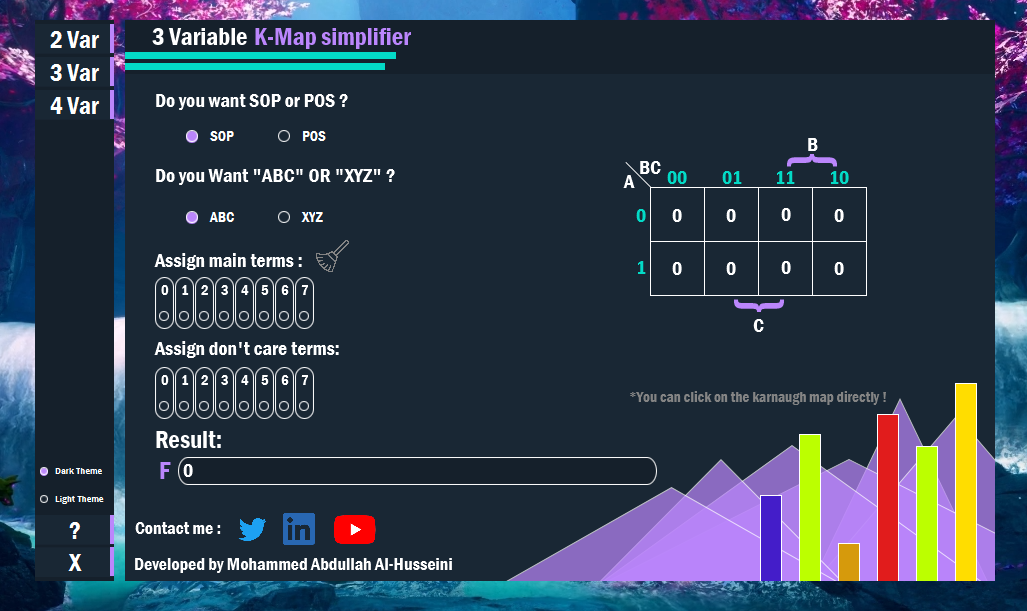 2 Var
3 Var
4 Var
3 Variable K-Map simplifier
Do you want SOP or POS ?
SOP POS
Do you Want "ABC" OR "XYZ" ?
ABC XYZ
Assign main terms :
0 1 2 3 4 5 6 7
Assign don't care terms:
0 1 2 3 4 5 6 7
Result:
F 0
B
BC
A
00 01 11 10
0 0 0 0 0
1 0 0 0 0
C
*You can click on the karnaugh map directly !
Dark Theme
Light Theme
?
X
Contact me :
in
Developed by Mohammed Abdullah Al-Husseini